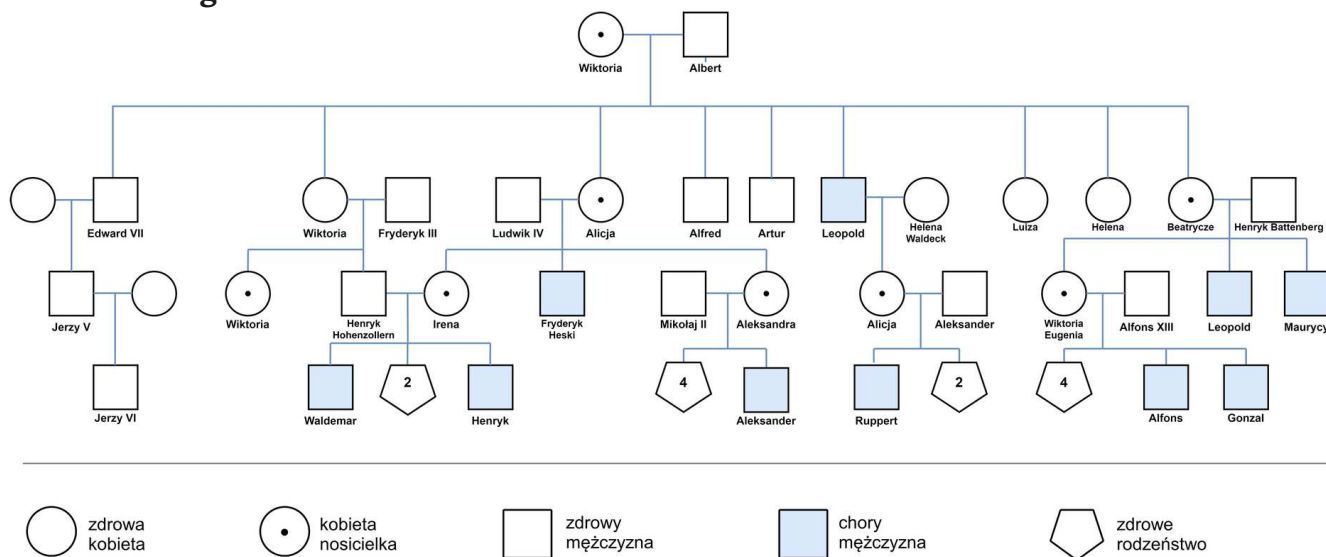 g
Wiktoria
Albert
Edward VII
Wiktoria
Fryderyk III
Ludwik IV
Alicja
Alfred
Artur
Leopold
Helena
Waldeck
Luiza
Helena
Beatrycze
Henryk Battenberg
Jerzy V
Wiktoria
Henryk
Hohenzollern
Irena
Fryderyk
Heski
Mikołaj II
Aleksandra
Alicja
Aleksander
Wiktoria
Eugenia
Alfons XIII
Leopold
Maurycy
Jerzy VI
Waldemar
2
Henryk
4
Aleksander
Ruppert
2
4
Alfons
Gonzal
zdrowa
kobieta
kobieta
nosicielka
zdrowy
mężczyzna
chory
mężczyzna
zdrowe
rodzeństwo